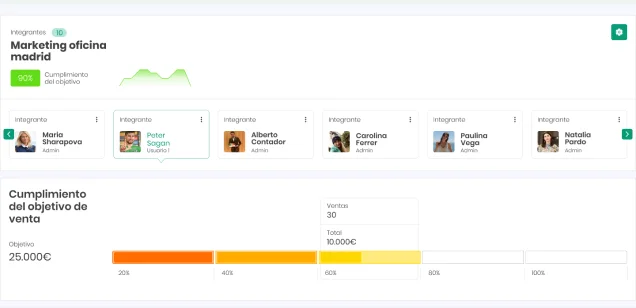 Integrantes 10
Marketing oficina
madrid
90% Cumplimiento
del objetivo
Integrante Integrante Integrante Integrante Integrante Integrante
Maria Peter Alberto Carolina Paulina Natalia
Sharapova Sagan Contador Ferrer Vega Pardo
Admin Usuario 1 Admin Admin Admin Admin
Cumplimiento
del objetivo de
venta
Ventas
30
Total
10.000€
Objetivo
25.000€
20% 40% 60% 80% 100%